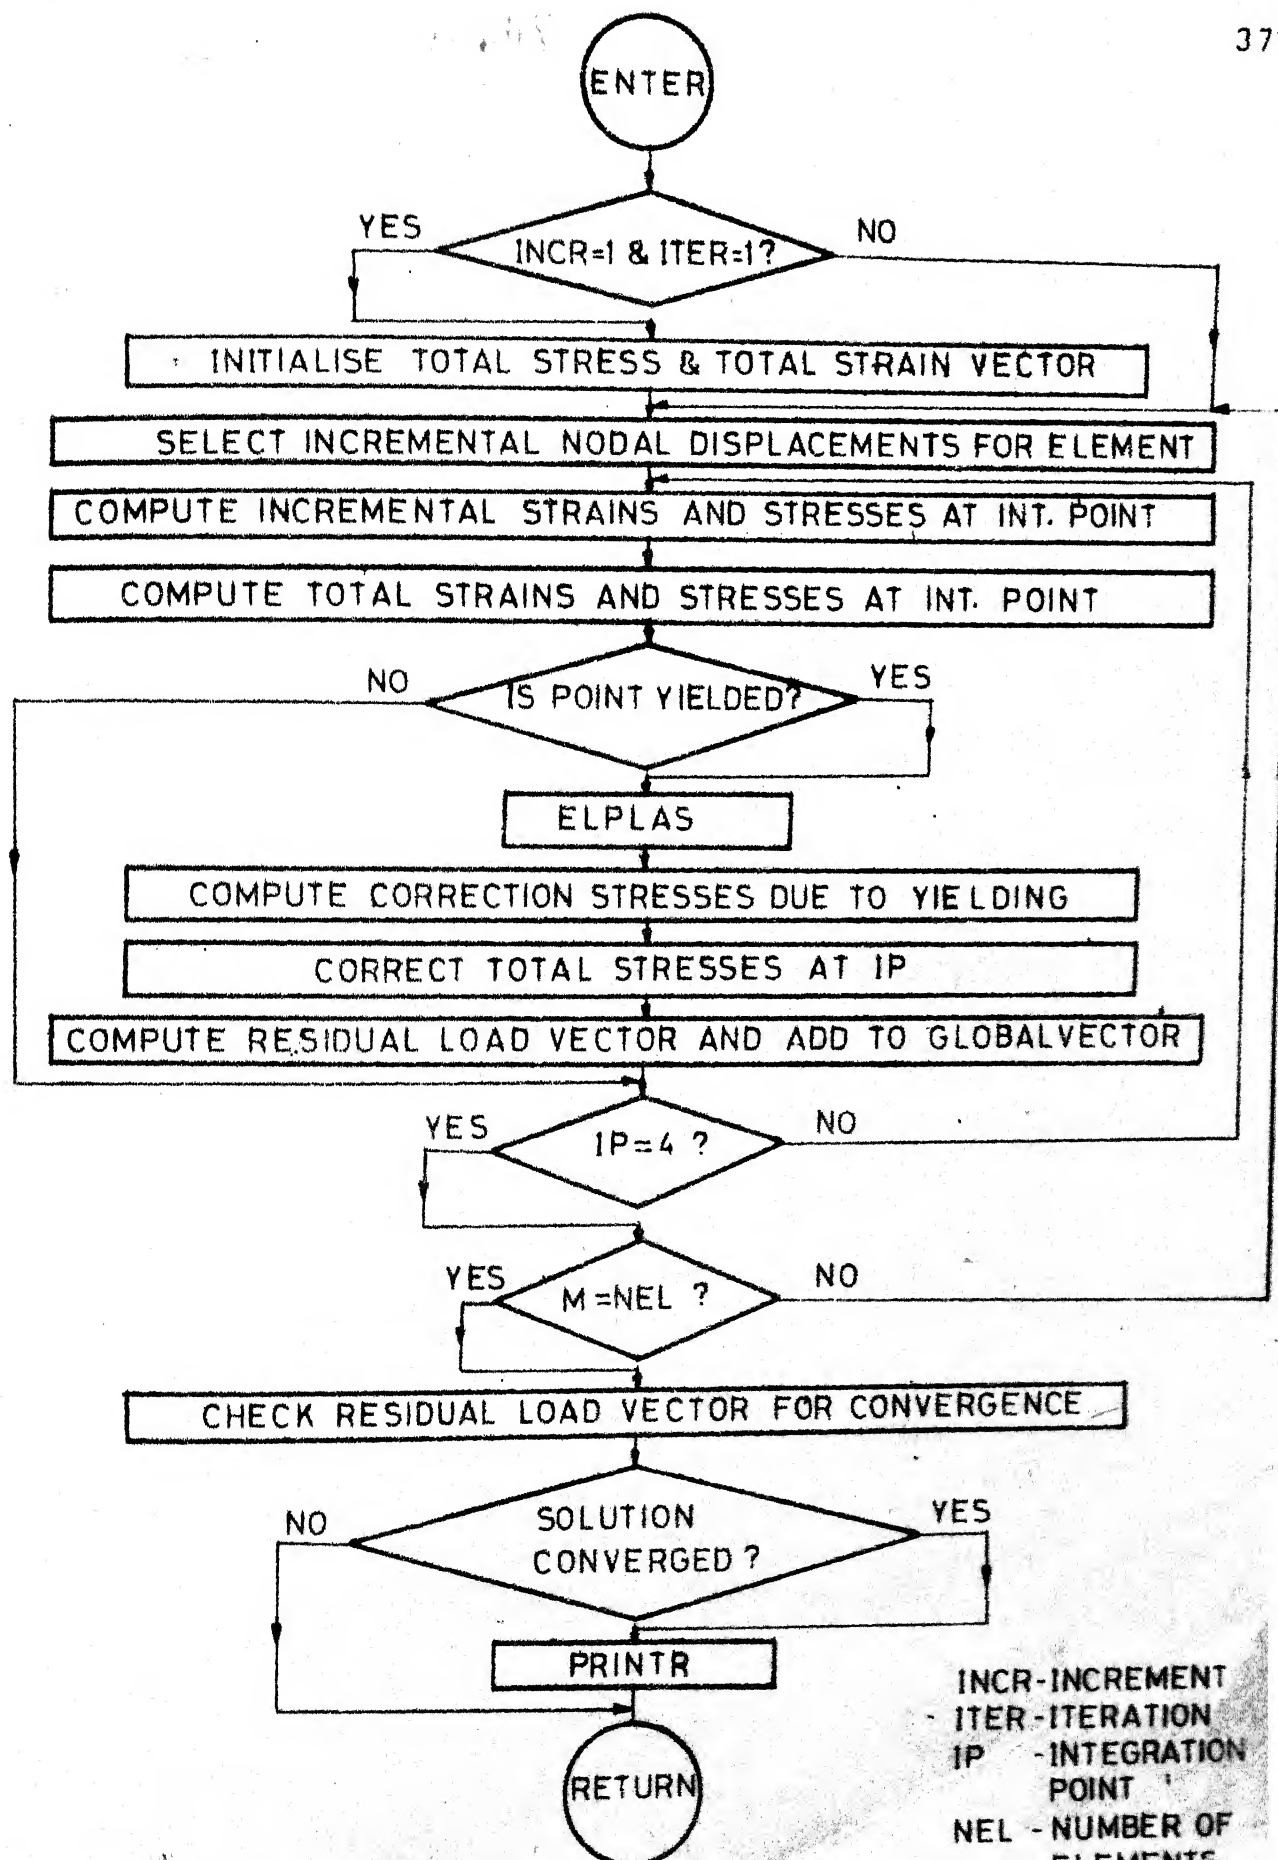 37
ENTER
YES
NO
INCR=1 & ITER=1?
INITIALISE TOTAL STRESS & TOTAL STRAIN VECTOR
SELECT INCREMENTAL NODAL DISPLACEMENTS FOR ELEMENT
COMPUTE INCREMENTAL STRAINS AND STRESSES AT INT. POINT
COMPUTE TOTAL STRAINS AND STRESSES AT INT. POINT
NO
YES
IS POINT YIELDED?
ELPLAS
COMPUTE CORRECTION STRESSES DUE TO YIELDING
CORRECT TOTAL STRESSES AT IP
COMPUTE RESIDUAL LOAD VECTOR AND ADD TO GLOBALVECTOR
YES
NO
IP=4 ?
YES
NO
M=NEL ?
CHECK RESIDUAL LOAD VECTOR FOR CONVERGENCE
NO
YES
SOLUTION
CONVERGED ?
PRINTR
RETURN
INCR-INCREMENT
ITER-ITERATION
IP -INTEGRATION
POINT
NEL -NUMBER OF
ELEMENTS